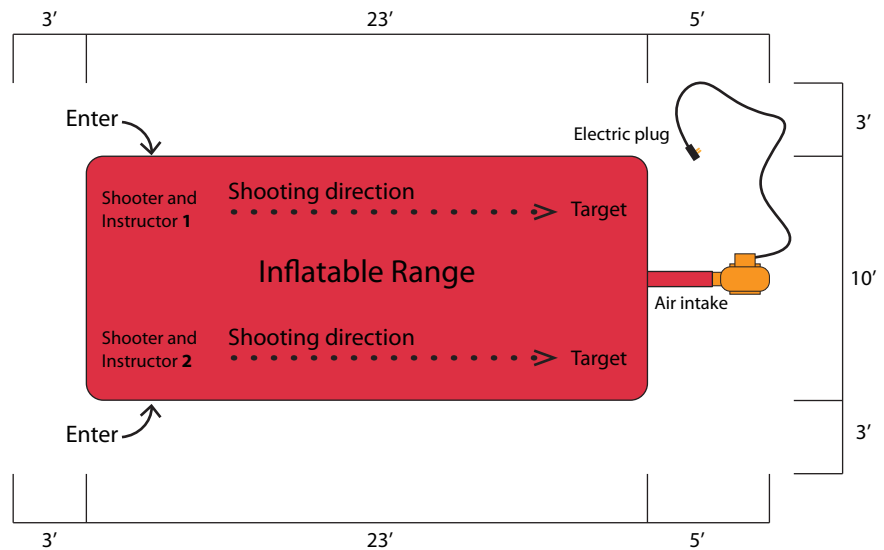 3’
23’
5’
Enter
Electric plug
3’
Shooter and
Instructor 1
Shooting direction
Target
Inflatable Range
10’
Air intake
Shooter and
Instructor 2
Shooting direction
Target
Enter
3’
3’
23’
5’